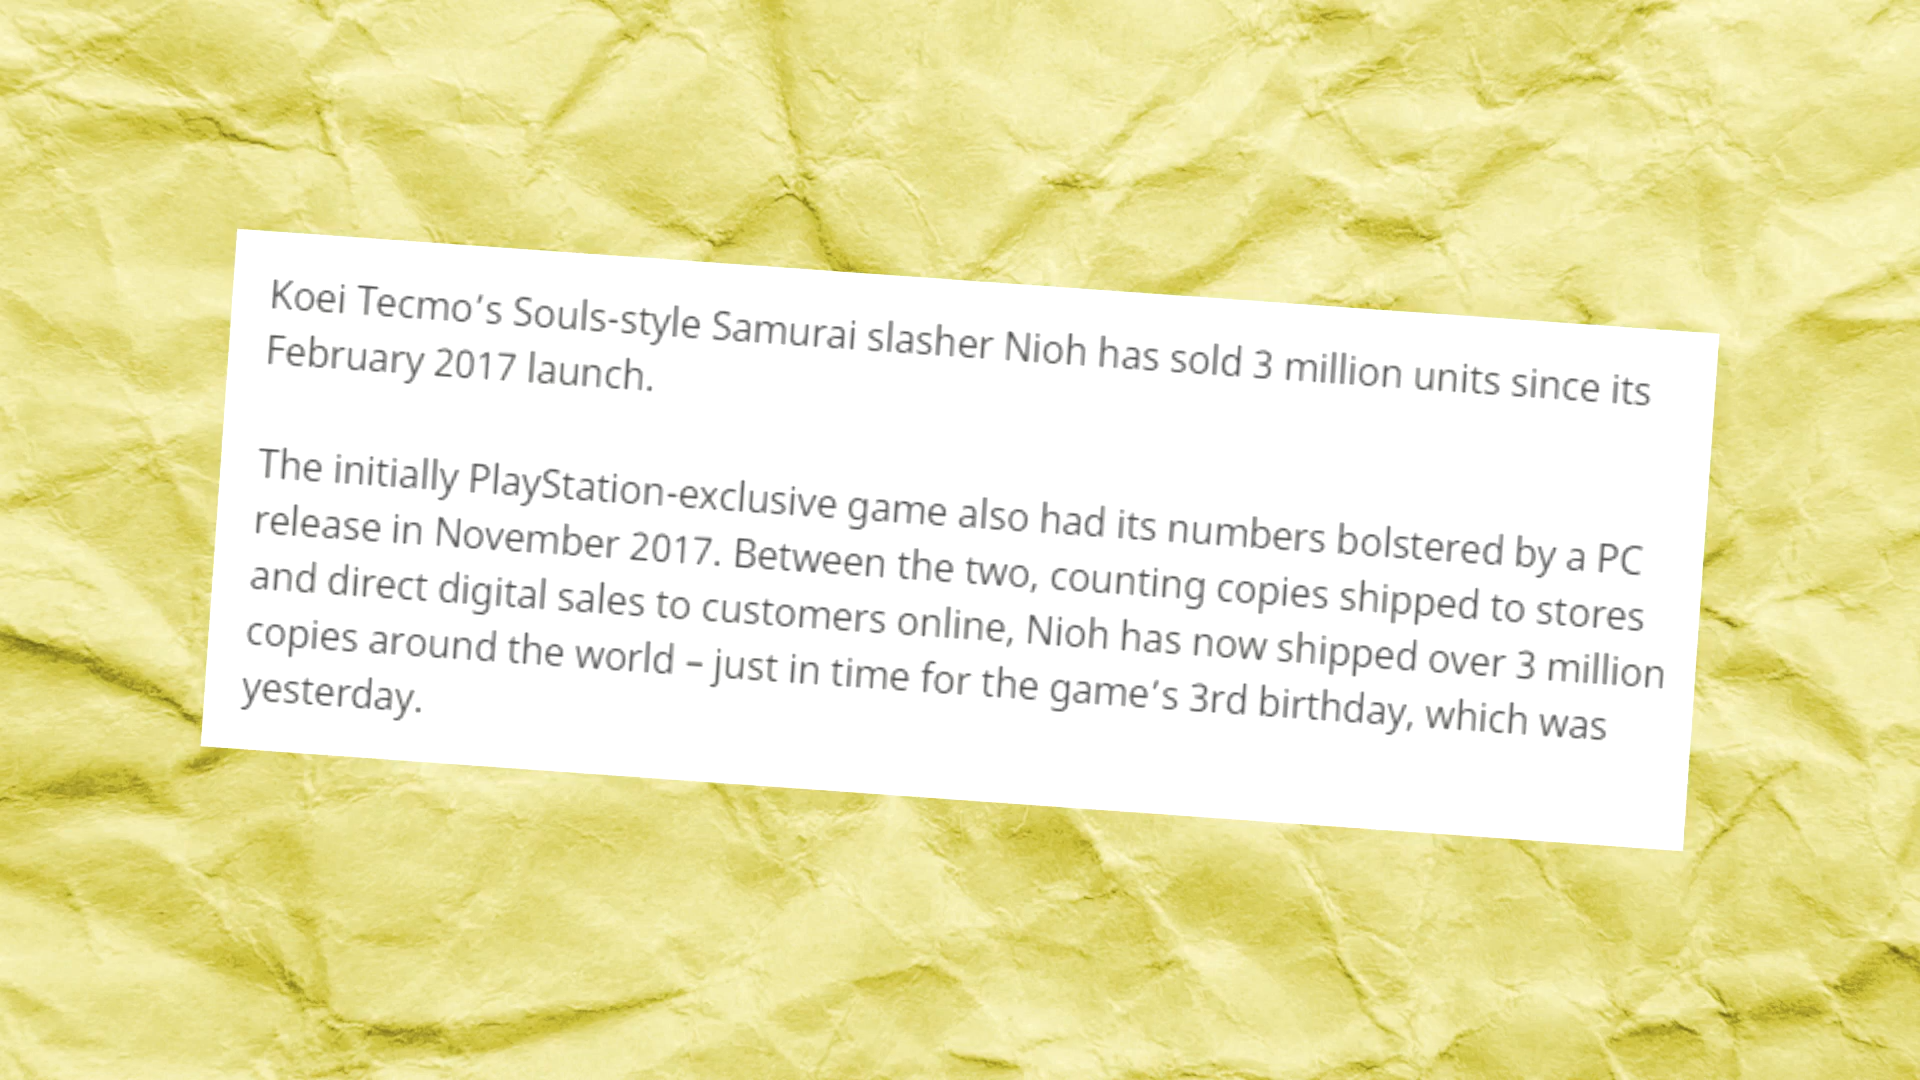 Koei Tecmo’s Souls-style Samurai slasher Nioh has sold 3 million units since its
February 2017 launch.
The initially PlayStation-exclusive game also had its numbers bolstered by a PC
release in November 2017. Between the two, counting copies shipped to stores
and direct digital sales to customers online, Nioh has now shipped over 3 million
copies around the world – just in time for the game’s 3rd birthday, which was
yesterday.